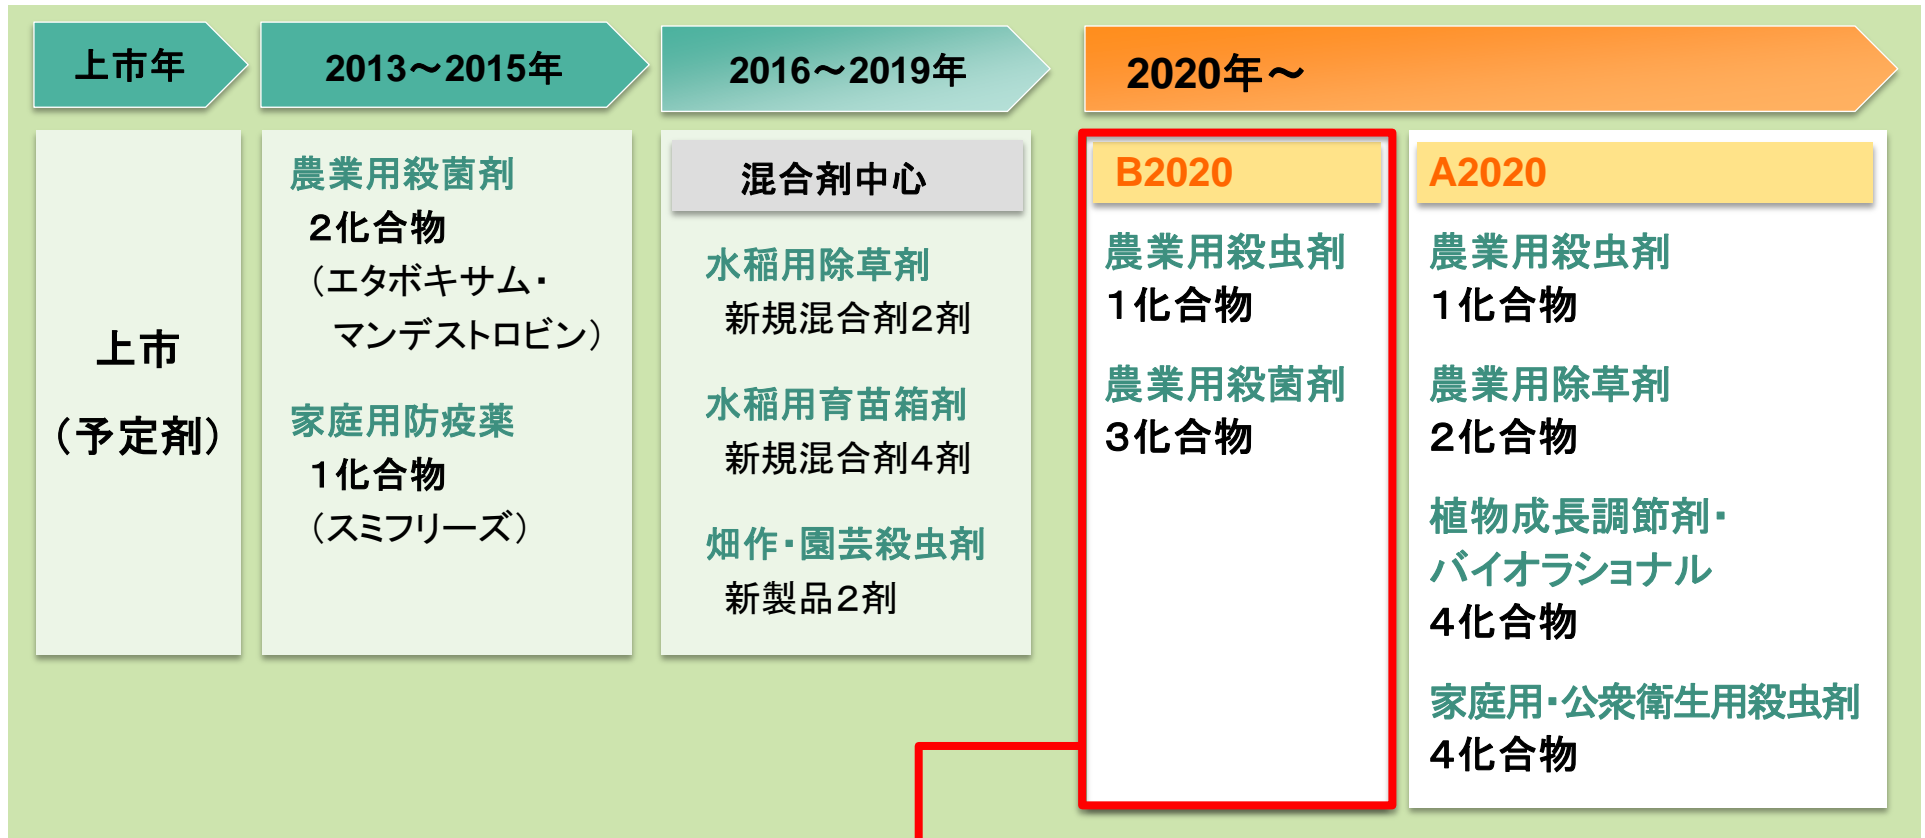 上市年
2013～2015年
2016～2019年
2020年～
上市
（予定剤）
農業用殺菌剤
２化合物
（エタボキサム・
マンデストロビン）
家庭用防疫薬
１化合物
（スミフリーズ）
混合剤中心
水稲用除草剤
新規混合剤２剤
水稲用育苗箱剤
新規混合剤４剤
畑作・園芸殺虫剤
新製品２剤
B2020
農業用殺虫剤
１化合物
農業用殺菌剤
３化合物
A2020
農業用殺虫剤
１化合物
農業用除草剤
２化合物
植物成長調節剤・
バイオラショナル
４化合物
家庭用・公衆衛生用殺虫剤
４化合物